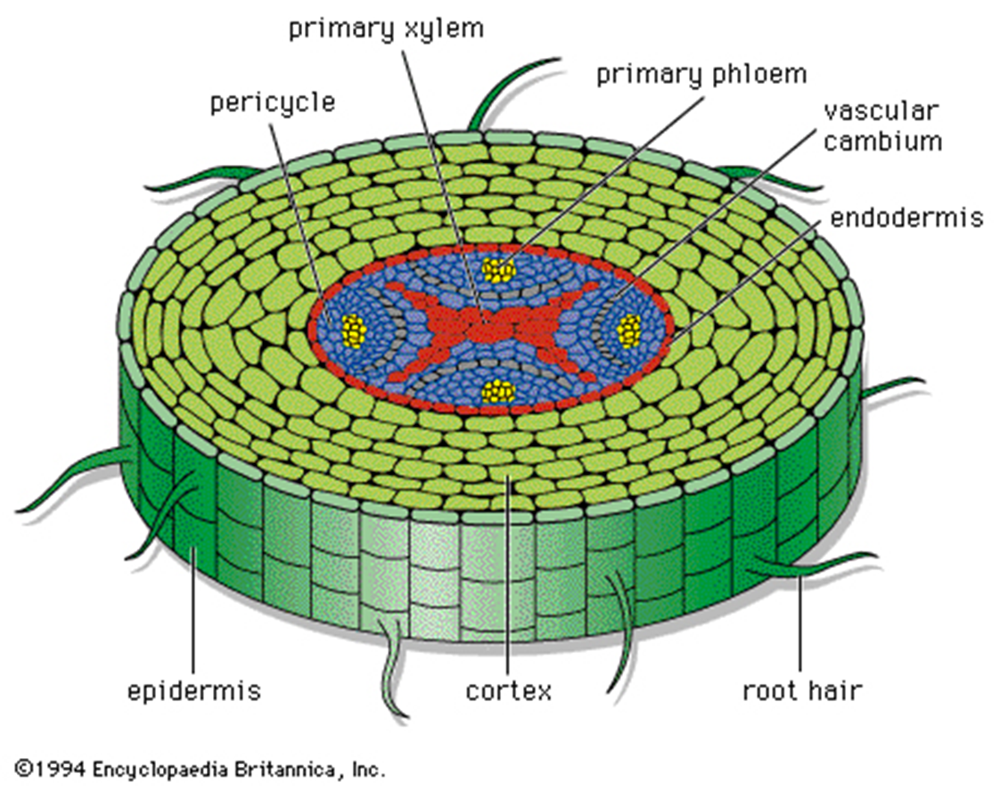 primary xylem
primary phloem
pericycle
vascular
cambium
endodermis
epidermis
cortex
root hair
©1994 Encyclopaedia Britannica, Inc.